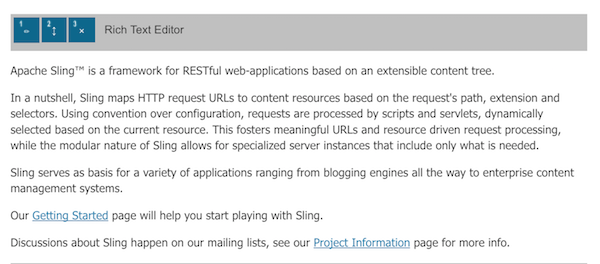 1 2 3 Rich Text Editor
Apache Sling™ is a framework for RESTful web-applications based on an extensible content tree.
In a nutshell, Sling maps HTTP request URLs to content resources based on the request's path, extension and
selectors. Using convention over configuration, requests are processed by scripts and servlets, dynamically
selected based on the current resource. This fosters meaningful URLs and resource driven request processing,
while the modular nature of Sling allows for specialized server instances that include only what is needed.
Sling serves as basis for a variety of applications ranging from blogging engines all the way to enterprise content
management systems.
Our Getting Started page will help you start playing with Sling.
Discussions about Sling happen on our mailing lists, see our Project Information page for more info.